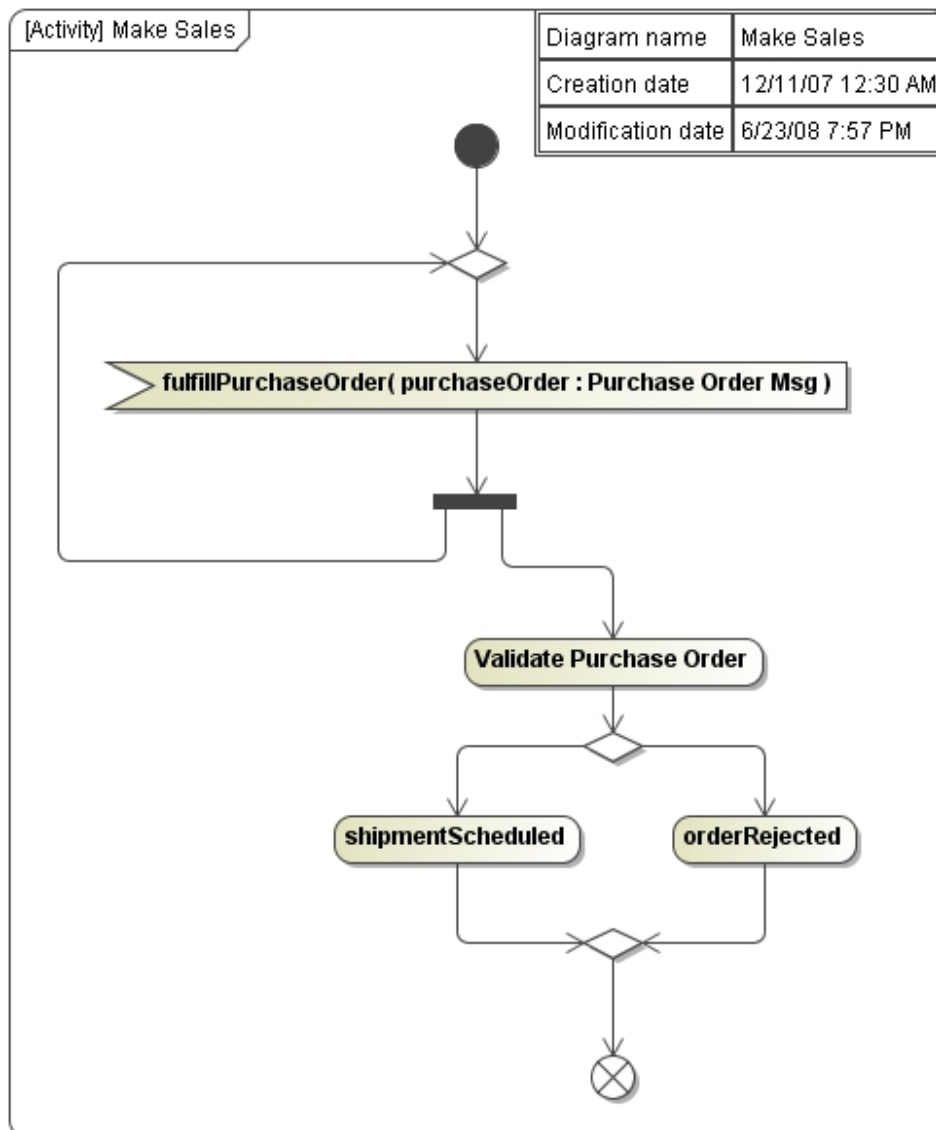 [Activity] Make Sales
Diagram name Make Sales
Creation date 12/11/07 12:30 AM
Modification date 6/23/08 7:57 PM
fulfillPurchaseOrder( purchaseOrder : Purchase Order Msg )
Validate Purchase Order
shipmentScheduled
orderRejected